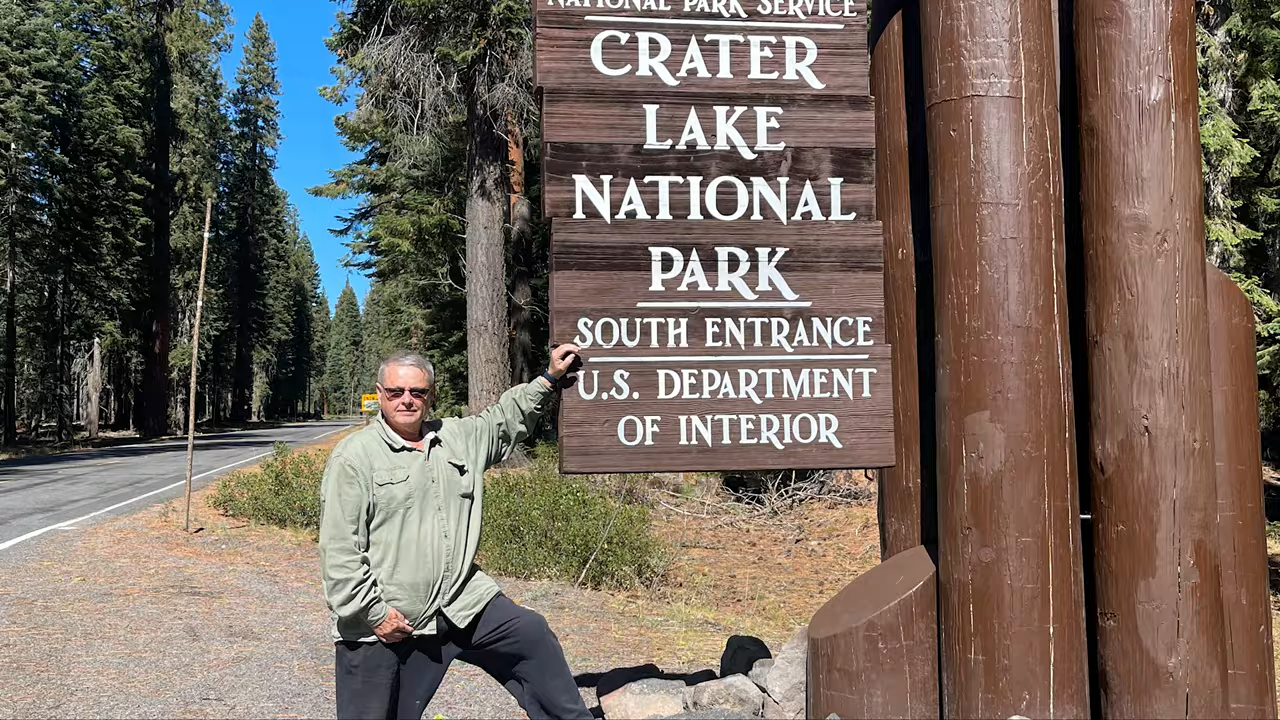 NATIONAL PARK SERVICE
CRATER
LAKE
NATIONAL
PARK
SOUTH ENTRANCE
U.S. DEPARTMENT
OF INTERIOR